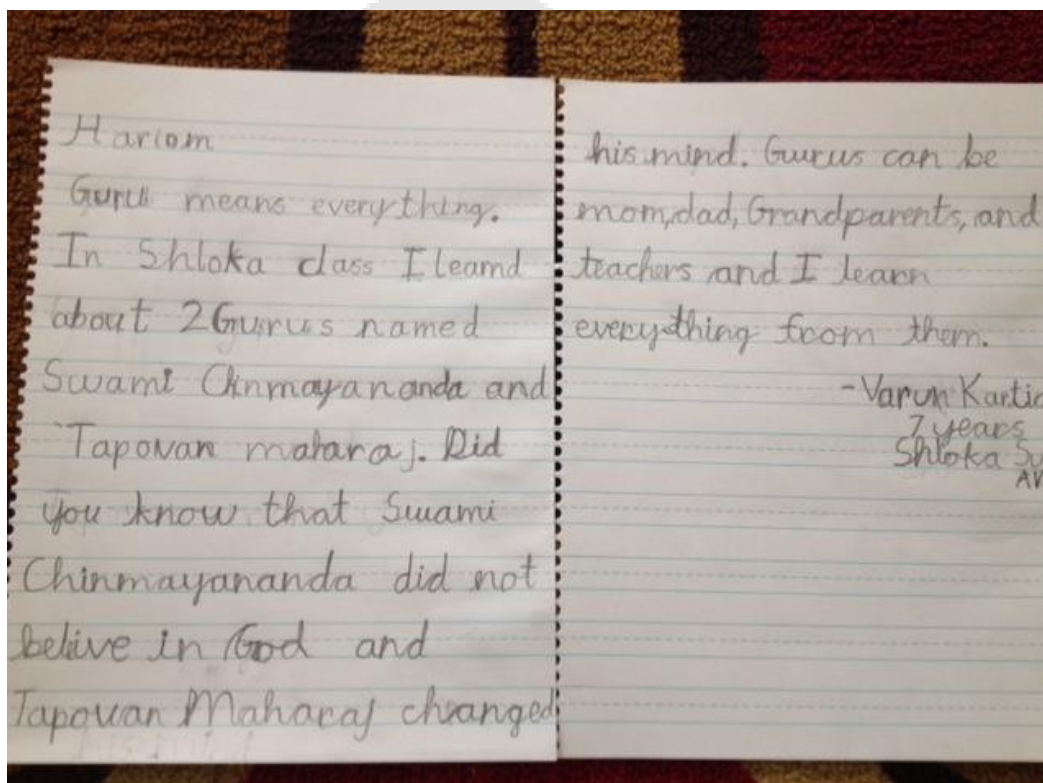 Hariom
Guru means everything.
In Shloka class I learnd
about 2 Gurus named
Swami Chinmayananda and
Tapovan maharaj. Did
you know that Swami
Chinmayananda did not
belive in God and
Tapovan Maharaj changed
his mind. Gurus can be
mom, dad, Grandparents, and
teachers and I learn
everything from them.
-Varun
7 years
Shloka